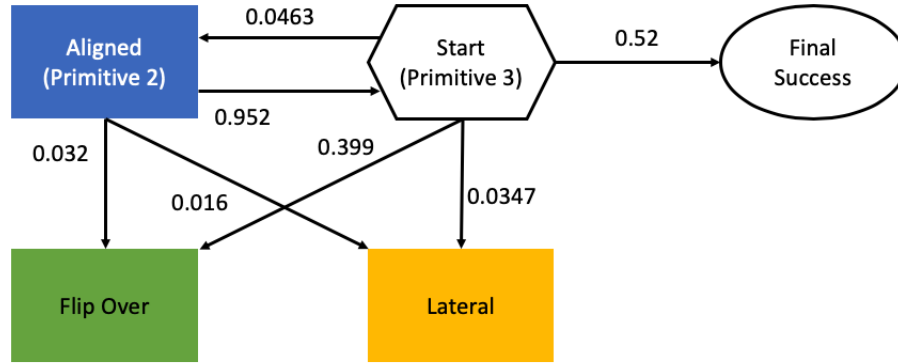 0.0463
Aligned
(Primitive 2)
Start
(Primitive 3)
0.52
Final
Success
0.952
0.032
0.399
0.016
0.0347
Flip Over
Lateral